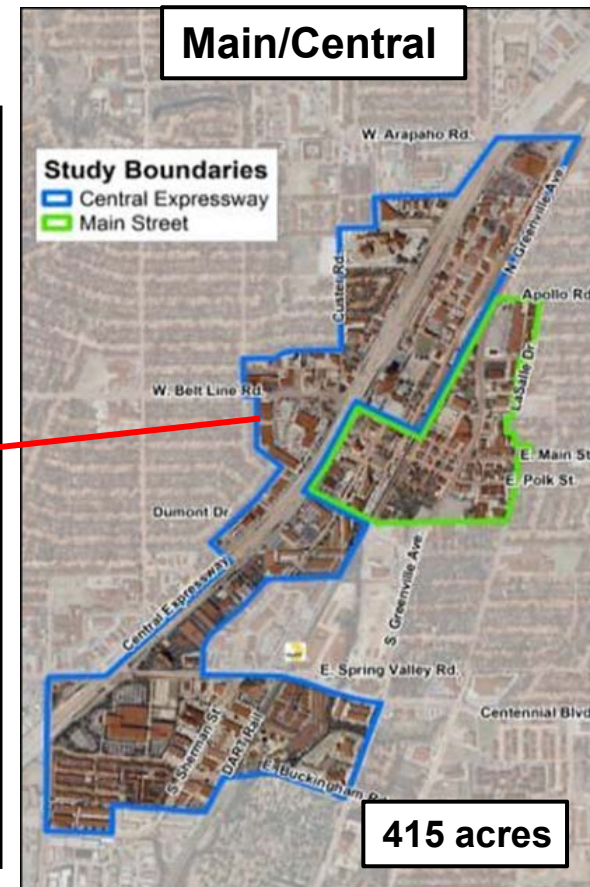 Main/Central
W. Arapaho Rd.
Study Boundaries
Central Expressway
Main Street
N. Greenville Ave.
Custer Rd.
Apollo Rd
LaSalle Dr
W. Belt Line Rd.
E. Main St
E. Polk St.
Dumont Dr.
Central Expressway
S Greenville Ave.
E. Spring Valley Rd.
Centennial Blvd
S. Sherman St.
DART Rail
E. Buckingham Rd
415 acres